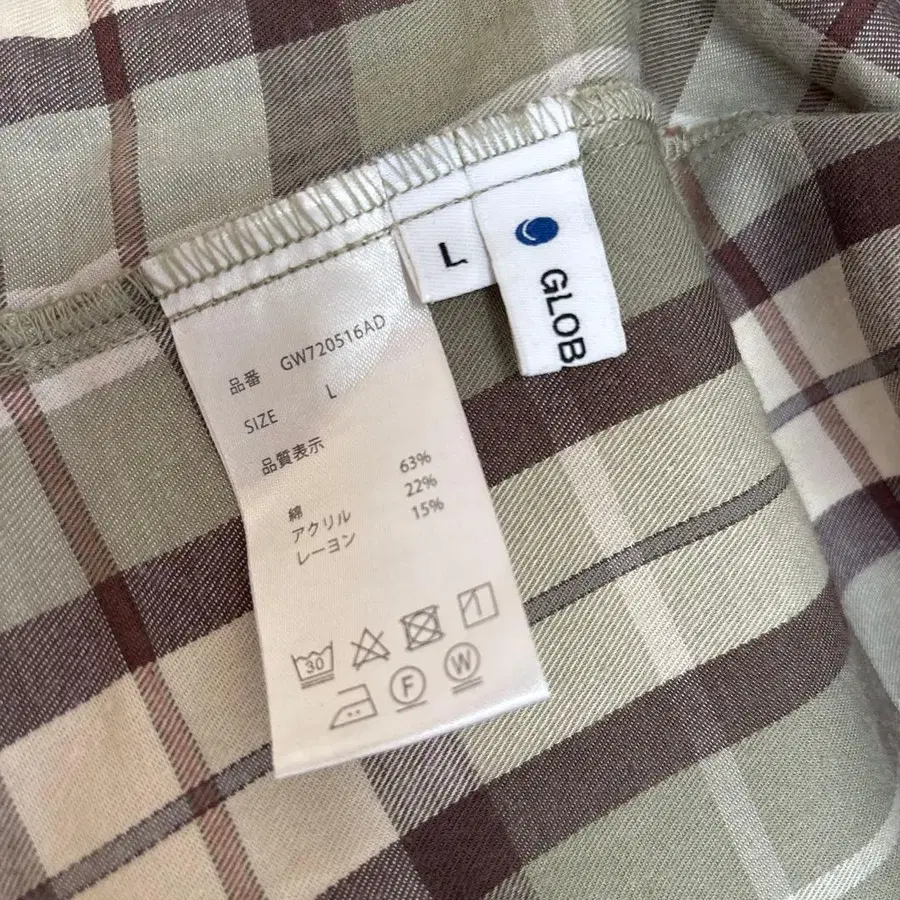 L
GLOB
品番 GW720516AD
SIZE L
品質表示
綿 63%
アクリル 22%
レーヨン 15%
30
F
W